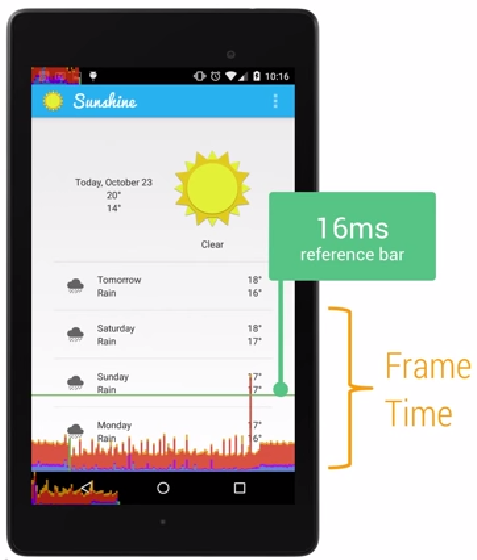 10:16
Sunshine
Today, October 23
20°
14°
Clear
16ms
reference bar
Tomorrow
18°
Rain
16°
Saturday
18°
Rain
17°
Sunday
17°
Rain
Monday
17°
Rain
16°
Frame
Time